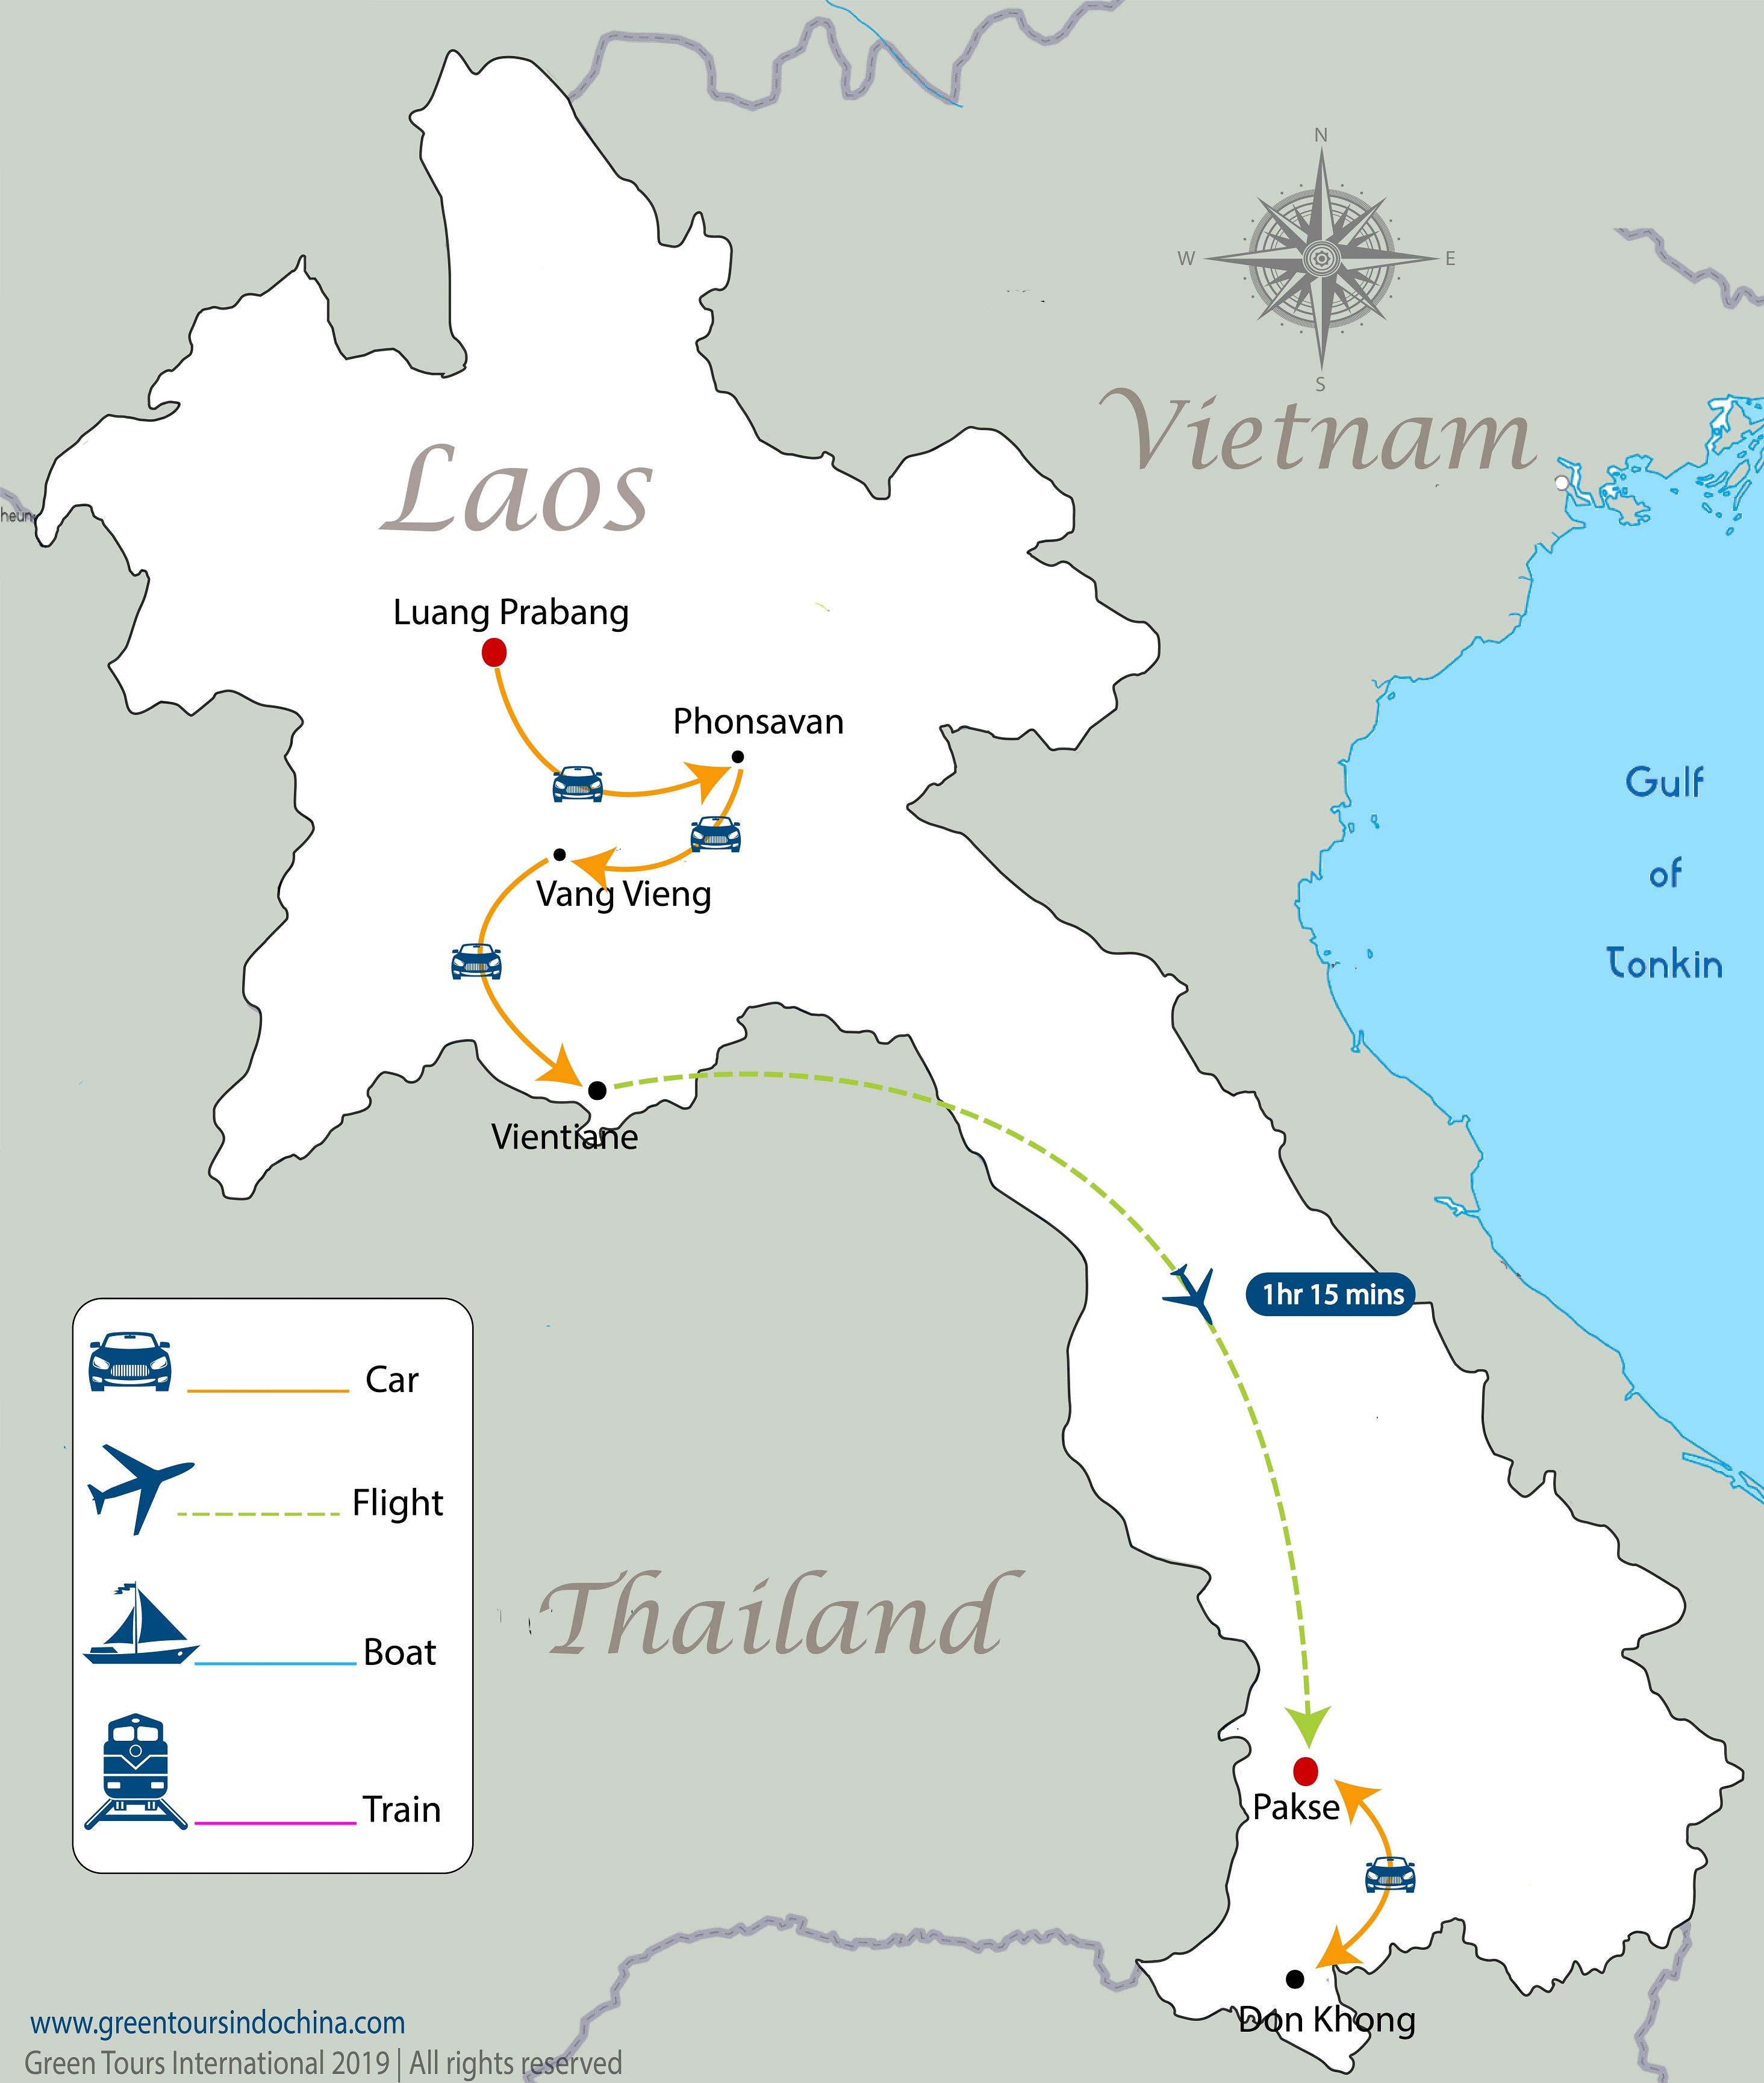 N
W
E
S
Vietnam
Laos
heun
Luang Prabang
Phonsavan
Gulf
of
Tonkin
Vang Vieng
Vientiane
1hr 15 mins
Car
Flight
Boat
Train
Thailand
Pakse
Don Khong
www.greentoursindochina.com
Green Tours International 2019 | All rights reserved